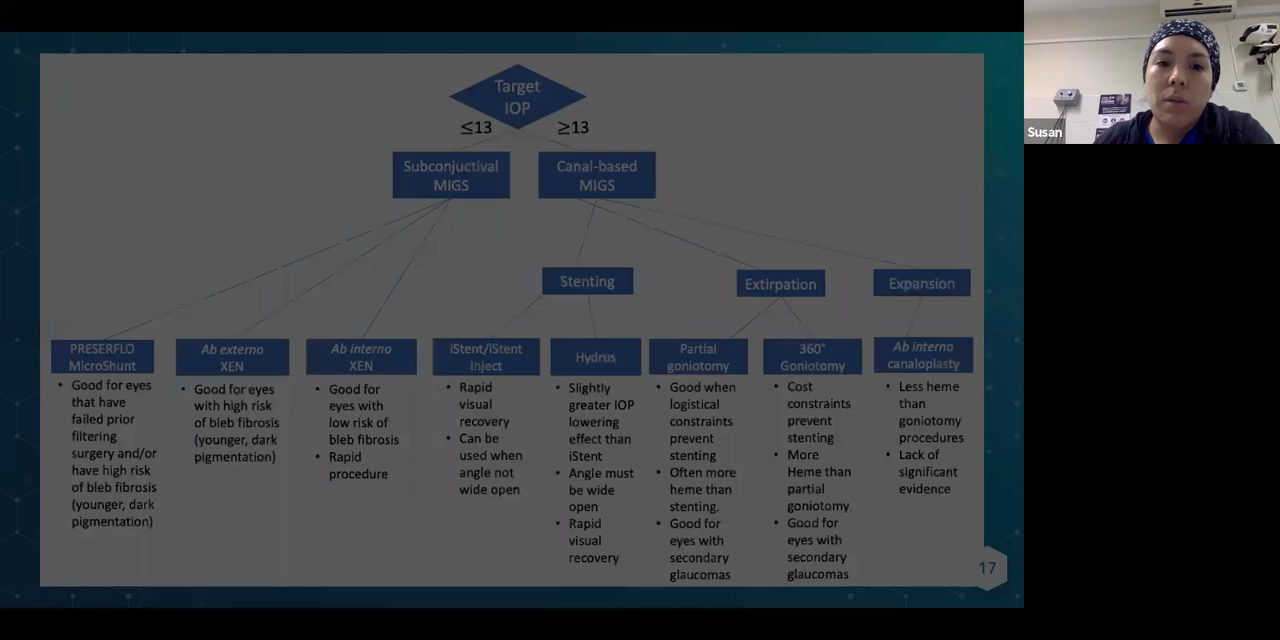 Target
IOP
≤13
≥13
Subconjuctival
MIGS
Canal-based
MIGS
Stenting
Extirpation
Expansion
PRESERFLO
MicroShunt
• Good for eyes
that have
failed prior
filtering
surgery and/or
have high risk
of bleb fibrosis
(younger, dark
pigmentation)
Ab externo
XEN
• Good for eyes
with high risk
of bleb fibrosis
(younger, dark
pigmentation)
Ab interno
XEN
• Good for
eyes with
low risk of
bleb fibrosis
• Rapid
procedure
iStent/iStent
Inject
• Rapid
visual
recovery
• Can be
used when
angle not
wide open
Hydrus
• Slightly
greater IOP
lowering
effect than
iStent
• Angle must
be wide
open
• Rapid
visual
recovery
Partial
goniotomy
• Good when
logistical
constraints
prevent
stenting
• Often more
heme than
stenting.
• Good for
eyes with
secondary
glaucomas
360°
Goniotamy
• Cost
constraints
prevent
stenting
• More
Heme than
partial
goniotomy
• Good for
eyes with
secondary
glaucomas
Ab interno
canaloplasty
• Less heme
than
goniotomy
procedures
• Lack of
significant
evidence
17
Susan